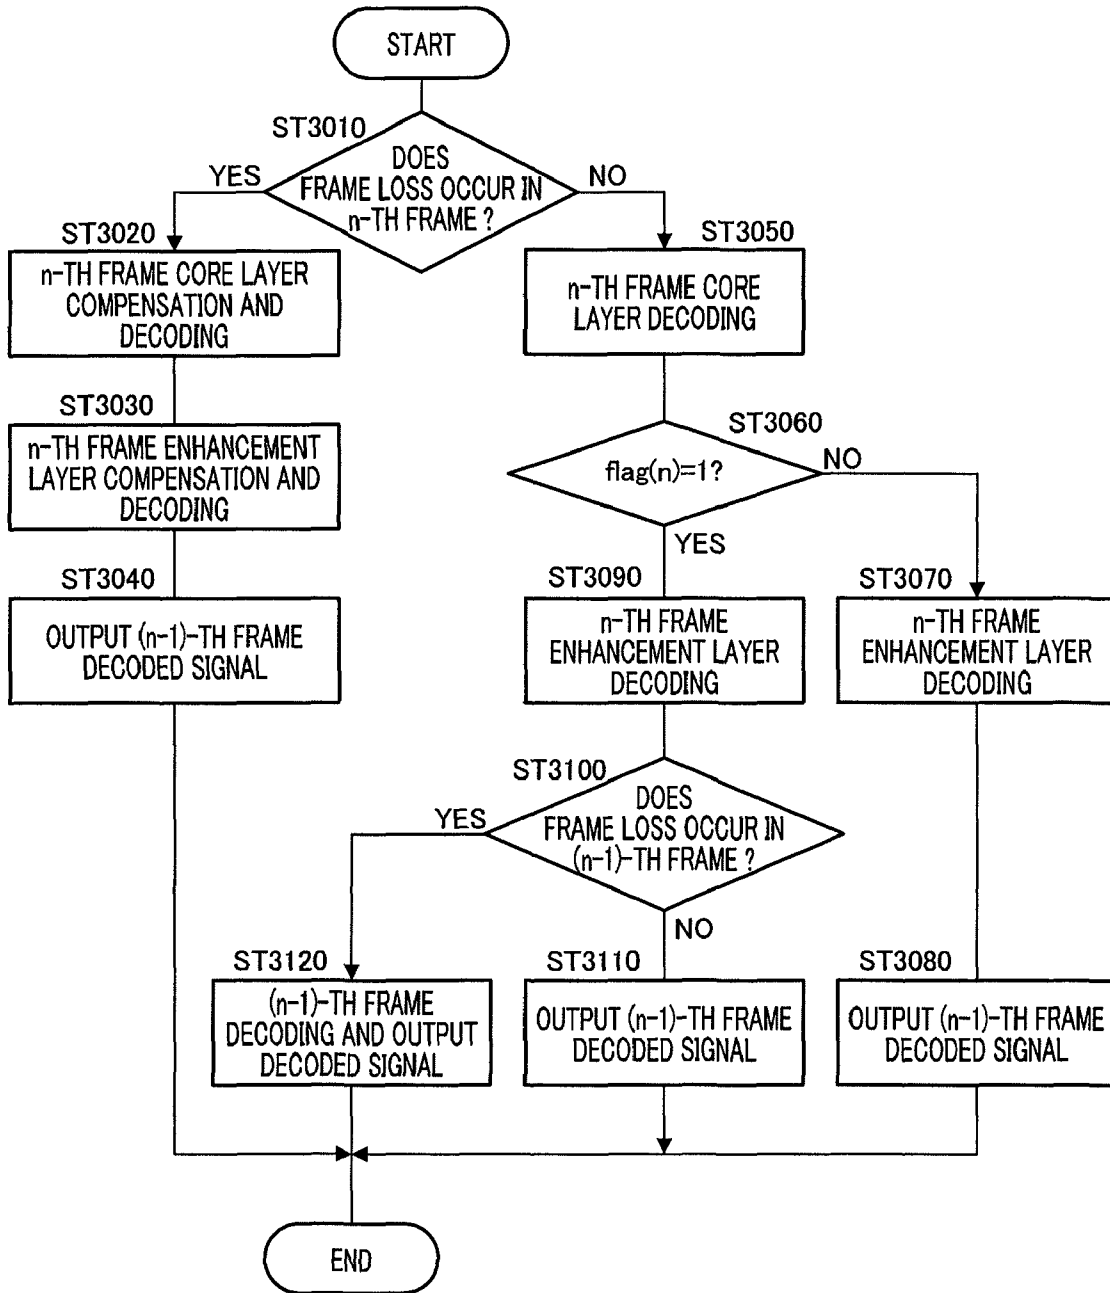 START
ST3010
DOES
FRAME LOSS OCCUR IN
n-TH FRAME ?
YES
NO
ST3020
n-TH FRAME CORE LAYER
COMPENSATION AND
DECODING
ST3050
n-TH FRAME CORE
LAYER DECODING
ST3030
n-TH FRAME ENHANCEMENT
LAYER COMPENSATION AND
DECODING
ST3060
flag(n)=1?
NO
YES
ST3040
OUTPUT (n-1)-TH FRAME
DECODED SIGNAL
ST3090
n-TH FRAME
ENHANCEMENT LAYER
DECODING
ST3070
n-TH FRAME
ENHANCEMENT LAYER
DECODING
ST3100
DOES
FRAME LOSS OCCUR IN
(n-1)-TH FRAME ?
YES
NO
ST3120
(n-1)-TH FRAME
DECODING AND OUTPUT
DECODED SIGNAL
ST3110
OUTPUT (n-1)-TH FRAME
DECODED SIGNAL
ST3080
OUTPUT (n-1)-TH FRAME
DECODED SIGNAL
END